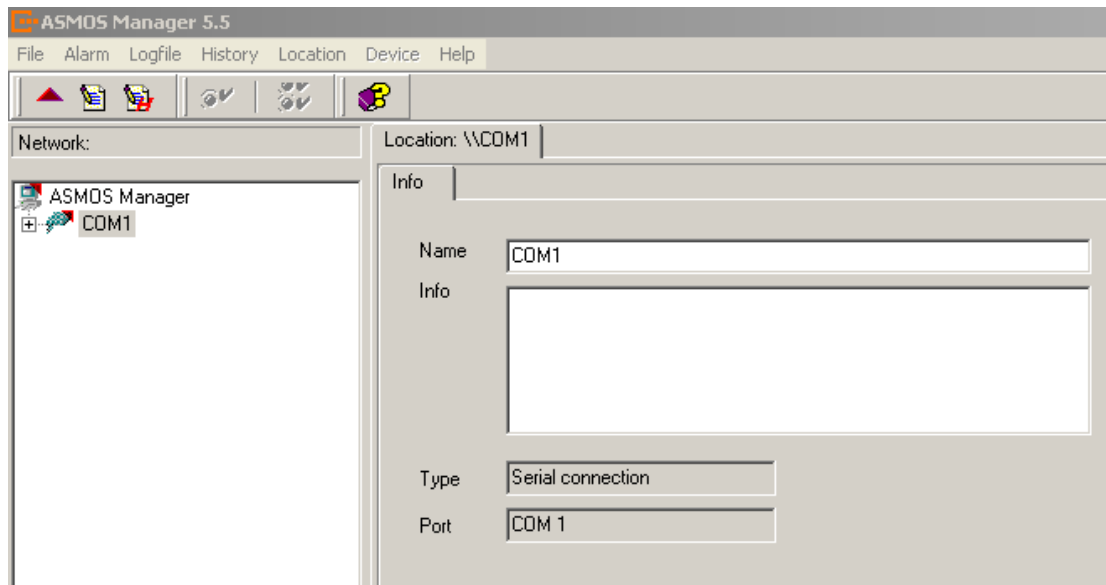 ASMOS Manager 5.5
File Alarm Logfile History Location Device Help
Network:
ASMOS Manager
COM1
Location: \\COM1
Info
Name COM1
Info
Type Serial connection
Port COM 1